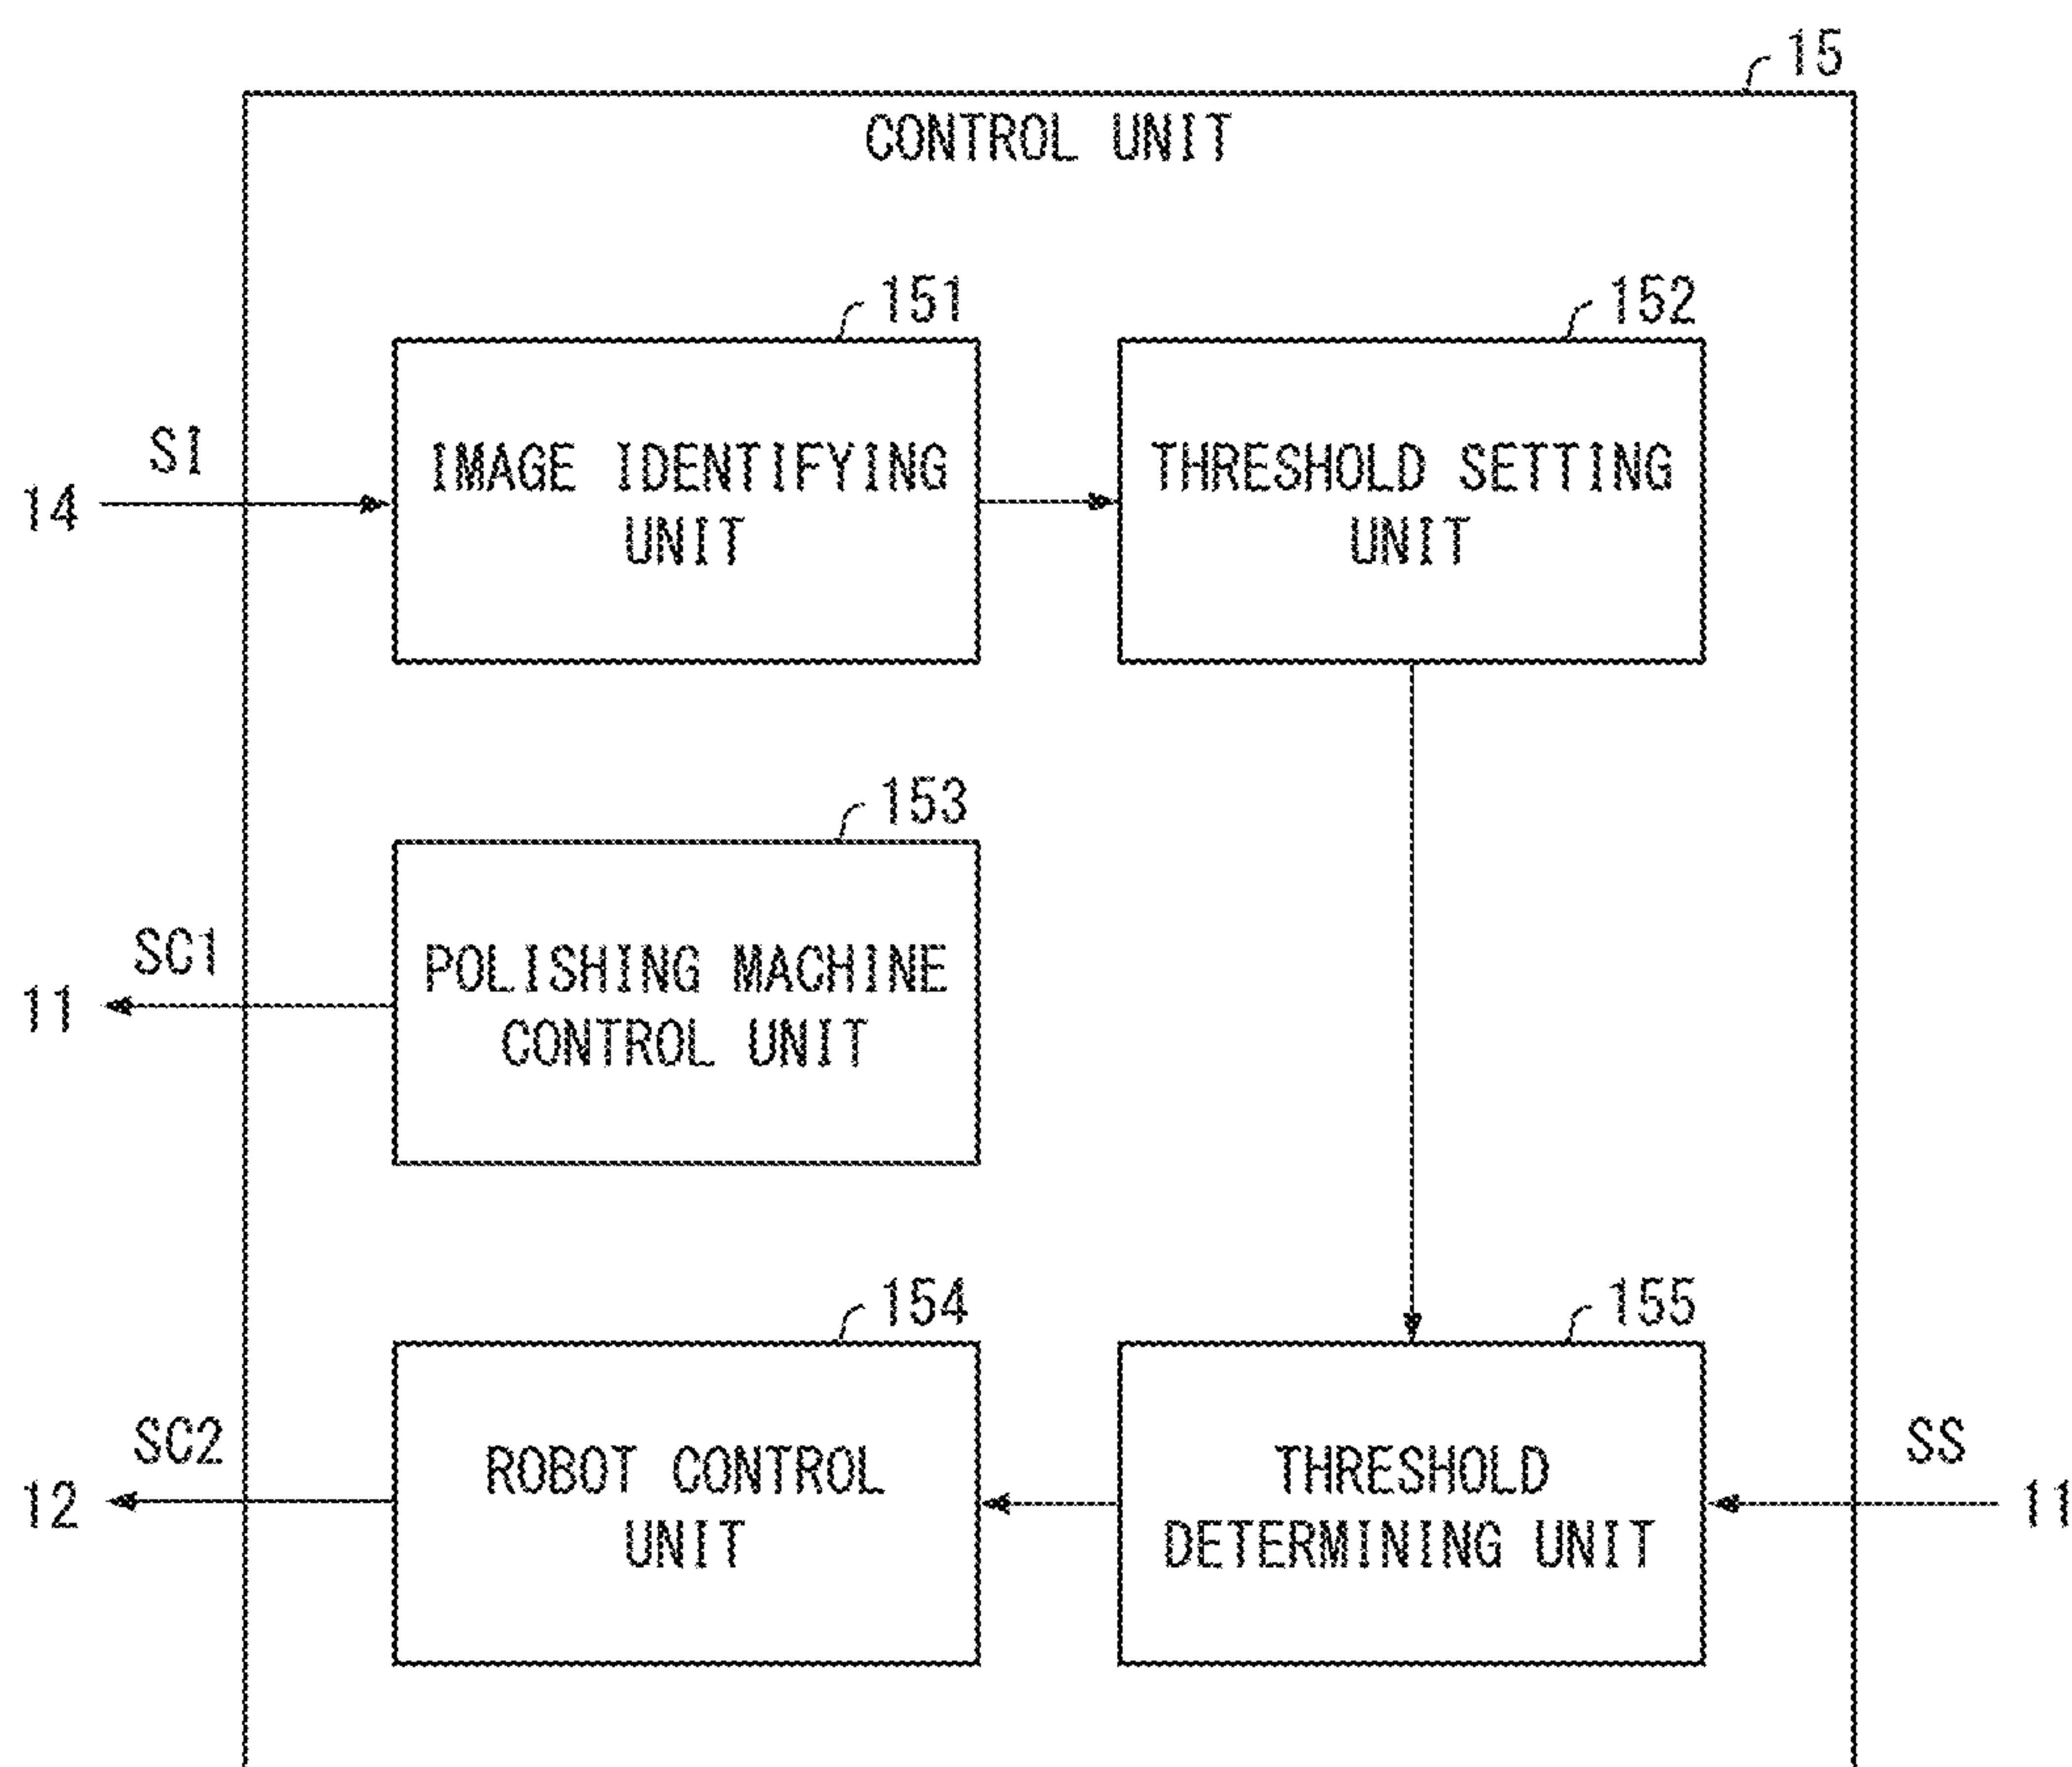 15
CONTROL UNIT
151
152
SI
14
IMAGE IDENTIFYING
UNIT
THRESHOLD SETTING
UNIT
153
SC1
11
POLISHING MACHINE
CONTROL UNIT
154
155
SC2
12
ROBOT CONTROL
UNIT
THRESHOLD
DETERMINING UNIT
SS
11